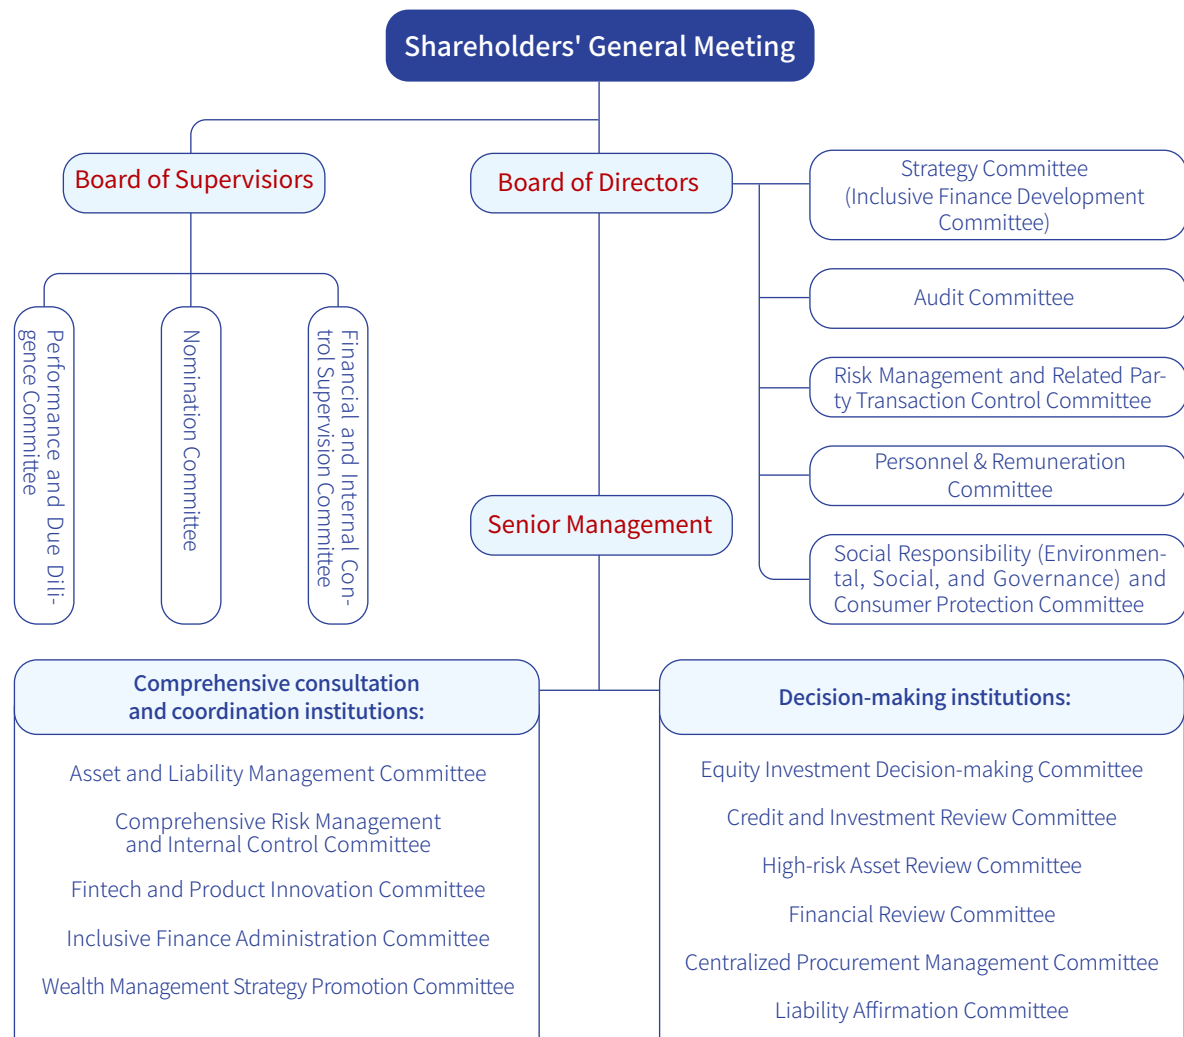 Shareholders' General Meeting
Board of Supervisiors
Board of Directors
Strategy Committee
(Inclusive Finance Development
Committee)
Audit Committee
Risk Management and Related Par-
ty Transaction Control Committee
Personnel & Remuneration
Committee
Social Responsibility (Environmen-
tal, Social, and Governance) and
Consumer Protection Committee
Performance and Due Dili-
gence Committee
Nomination Committee
Financial and Internal Con-
trol Supervision Committee
Senior Management
Comprehensive consultation
and coordination institutions:
Asset and Liability Management Committee
Comprehensive Risk Management
and Internal Control Committee
Fintech and Product Innovation Committee
Inclusive Finance Administration Committee
Wealth Management Strategy Promotion Committee
Decision-making institutions:
Equity Investment Decision-making Committee
Credit and Investment Review Committee
High-risk Asset Review Committee
Financial Review Committee
Centralized Procurement Management Committee
Liability Affirmation Committee